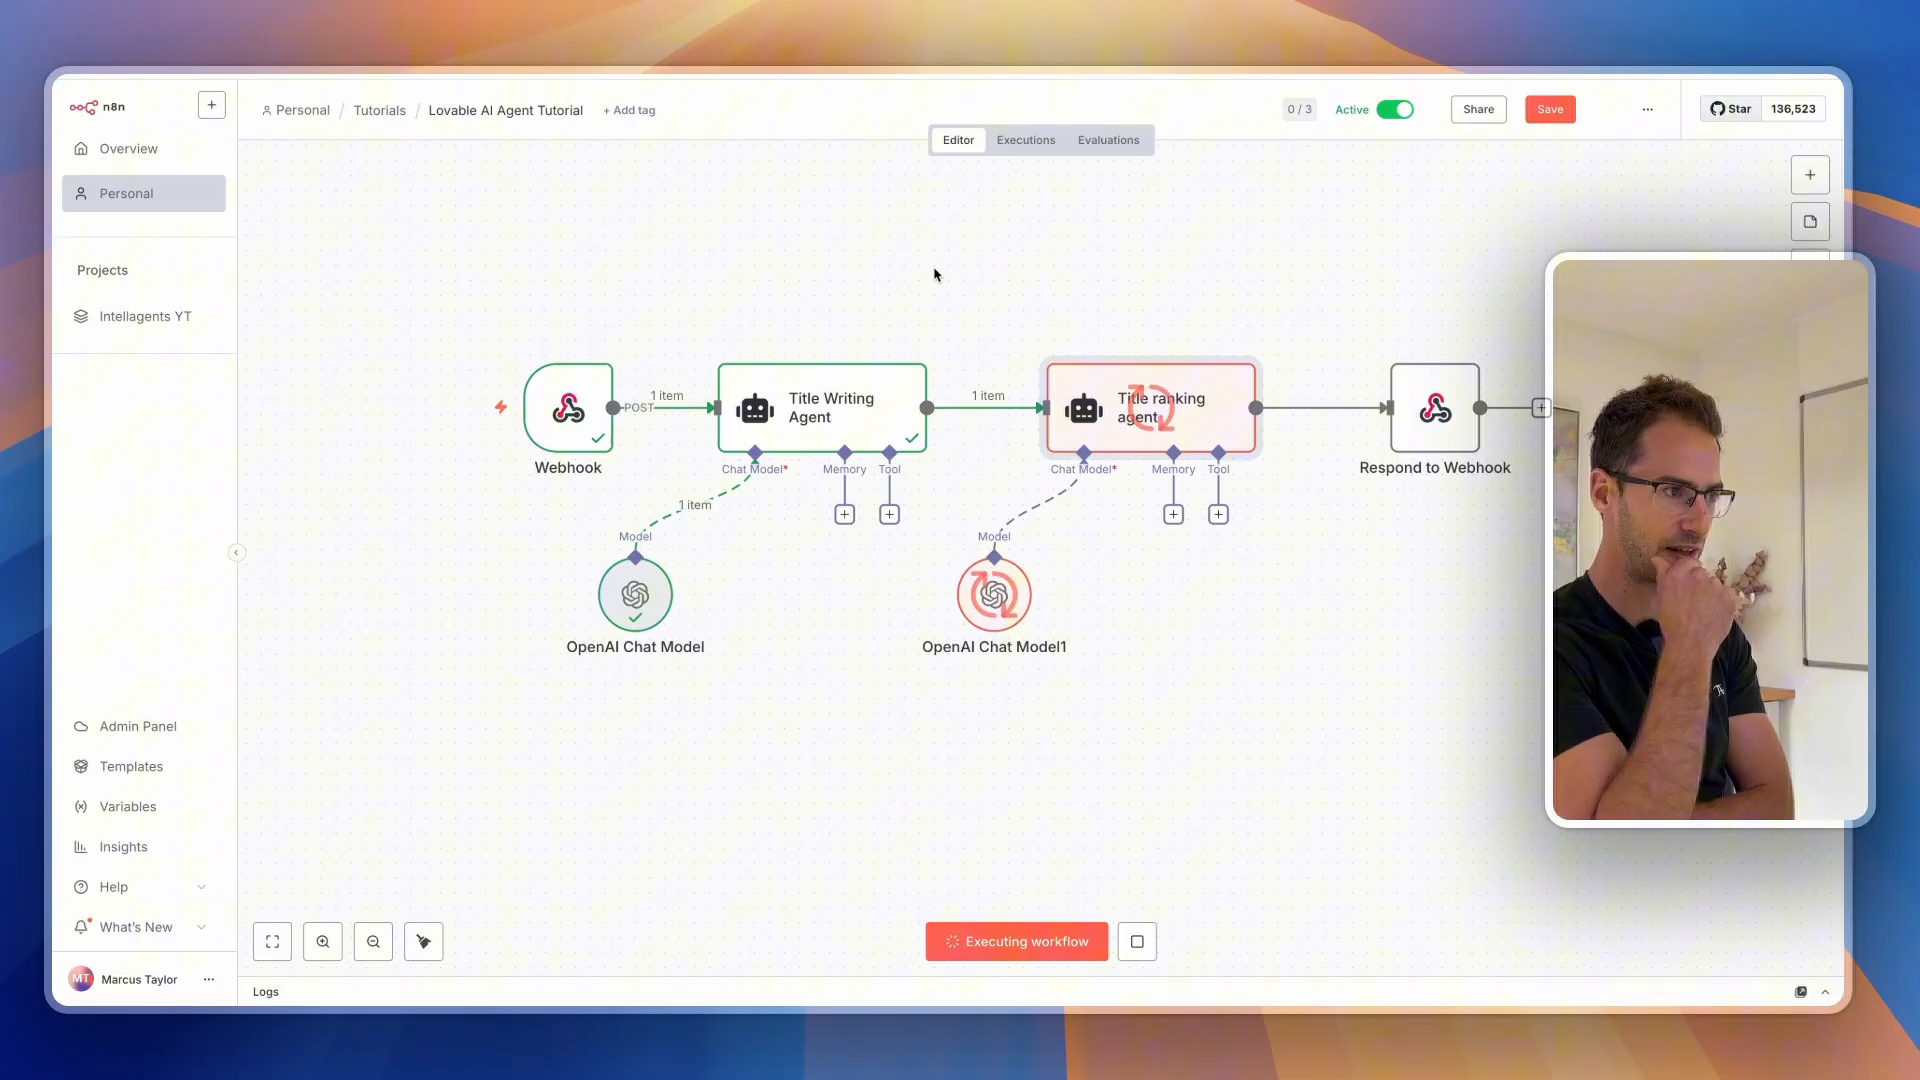 n8n
Personal / Tutorials / Lovable AI Agent Tutorial + Add tag
0 / 3
Active
Share
Save
Star 136,523
Editor Executions Evaluations
Overview
Personal
Projects
Intellagents YT
1 item
POST
Webhook
Title Writing
Agent
Chat Model*
Memory
Tool
1 item
Model
OpenAI Chat Model
1 item
Title ranking
agent
Chat Model*
Memory
Tool
Model
OpenAI Chat Model1
Respond to Webhook
Admin Panel
Templates
Variables
Insights
Help
What's New
MT Marcus Taylor
Executing workflow
Logs